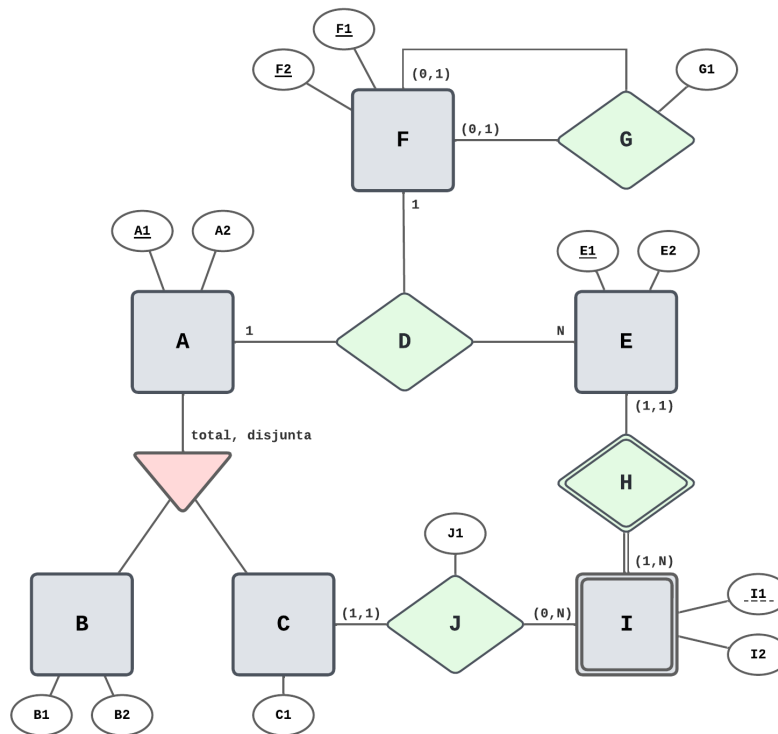 F1
F2
G1
(0,1)
F
(0,1)
G
1
A1
A2
E1
E2
A
1
D
N
E
(1,1)
total, disjunta
H
J1
(1,N)
I1
B
C
(1,1)
J
(0,N)
I
I2
B1
B2
C1